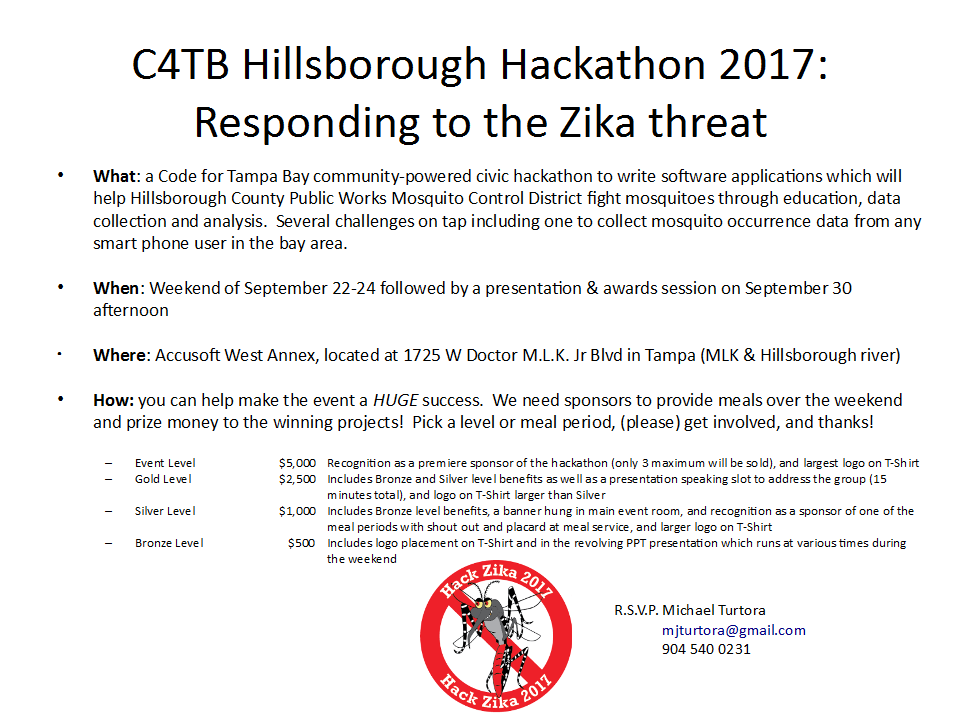 C4TB Hillsborough Hackathon 2017:
Responding to the Zika threat
• What: a Code for Tampa Bay community-powered civic hackathon to write software applications which will
help Hillsborough County Public Works Mosquito Control District fight mosquitoes through education, data
collection and analysis.  Several challenges on tap including one to collect mosquito occurrence data from any
smart phone user in the bay area.
• When: Weekend of September 22-24 followed by a presentation & awards session on September 30
afternoon
• Where: Accusoft West Annex, located at 1725 W Doctor M.L.K. Jr Blvd in Tampa (MLK & Hillsborough river)
• How: you can help make the event a HUGE success.  We need sponsors to provide meals over the weekend
and prize money to the winning projects!  Pick a level or meal period, (please) get involved, and thanks!
– Event Level $5,000 Recognition as a premiere sponsor of the hackathon (only 3 maximum will be sold), and largest logo on T-Shirt
– Gold Level $2,500 Includes Bronze and Silver level benefits as well as a presentation speaking slot to address the group (15
minutes total), and logo on T-Shirt larger than Silver
– Silver Level $1,000 Includes Bronze level benefits, a banner hung in main event room, and recognition as a sponsor of one of the
meal periods with shout out and placard at meal service, and larger logo on T-Shirt
– Bronze Level $500 Includes logo placement on T-Shirt and in the revolving PPT presentation which runs at various times during
the weekend
Hack Zika 2017
Hack Zika 2017
R.S.V.P. Michael Turtora
mjturtora@gmail.com
904 540 0231